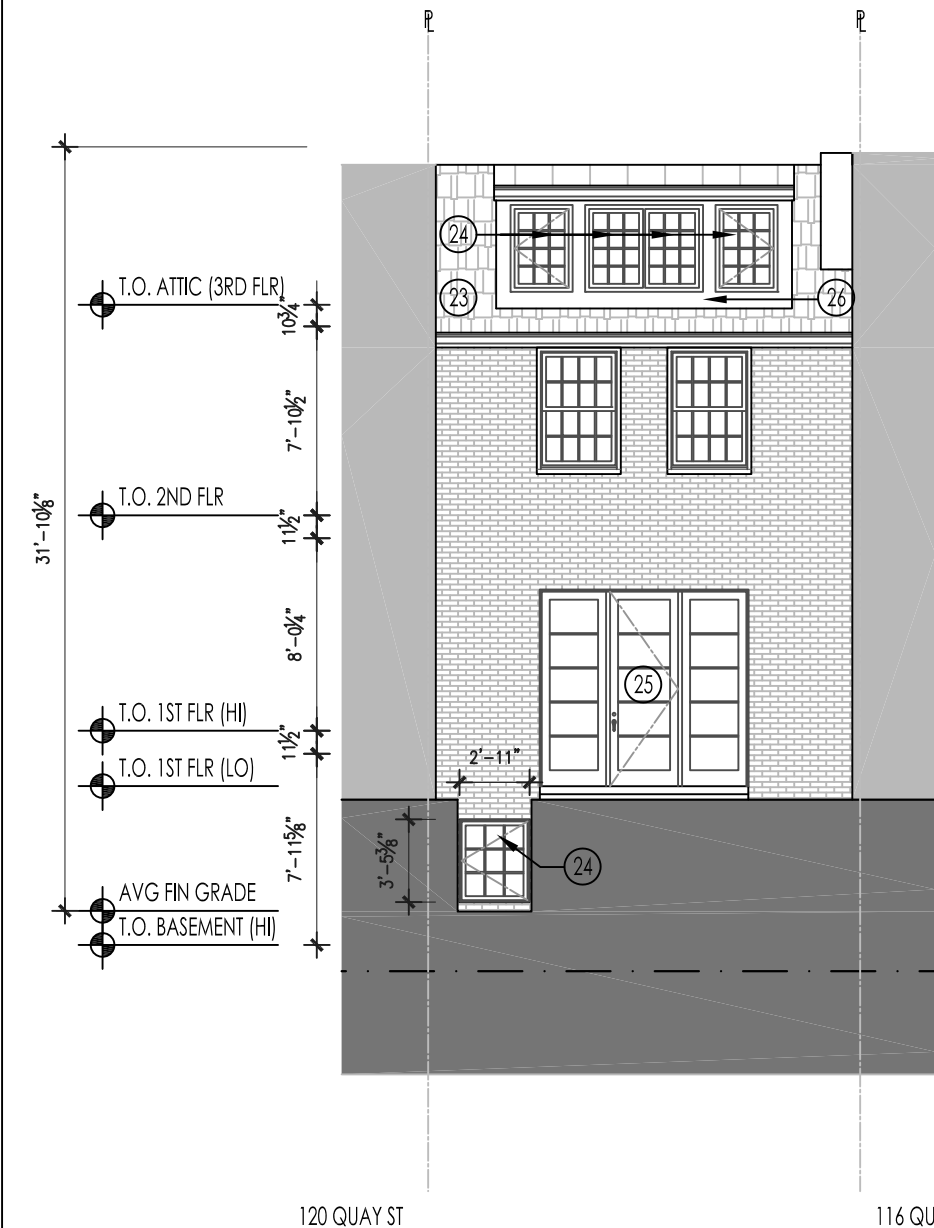 PL
PL
24
T.O. ATTIC (3RD FLR)
23
26
10¾"
7'-10½"
T.O. 2ND FLR
11½"
31'-10⅛"
8'-0¼"
25
T.O. 1ST FLR (HI)
11½"
2'-11"
T.O. 1ST FLR (LO)
7'-11⅝"
3'-5⅜"
24
AVG FIN GRADE
T.O. BASEMENT (HI)
120 QUAY ST
116 QU